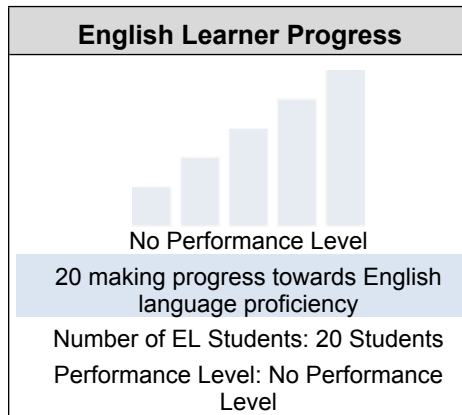 English Learner Progress
No Performance Level
20 making progress towards English
language proficiency
Number of EL Students: 20 Students
Performance Level: No Performance
Level